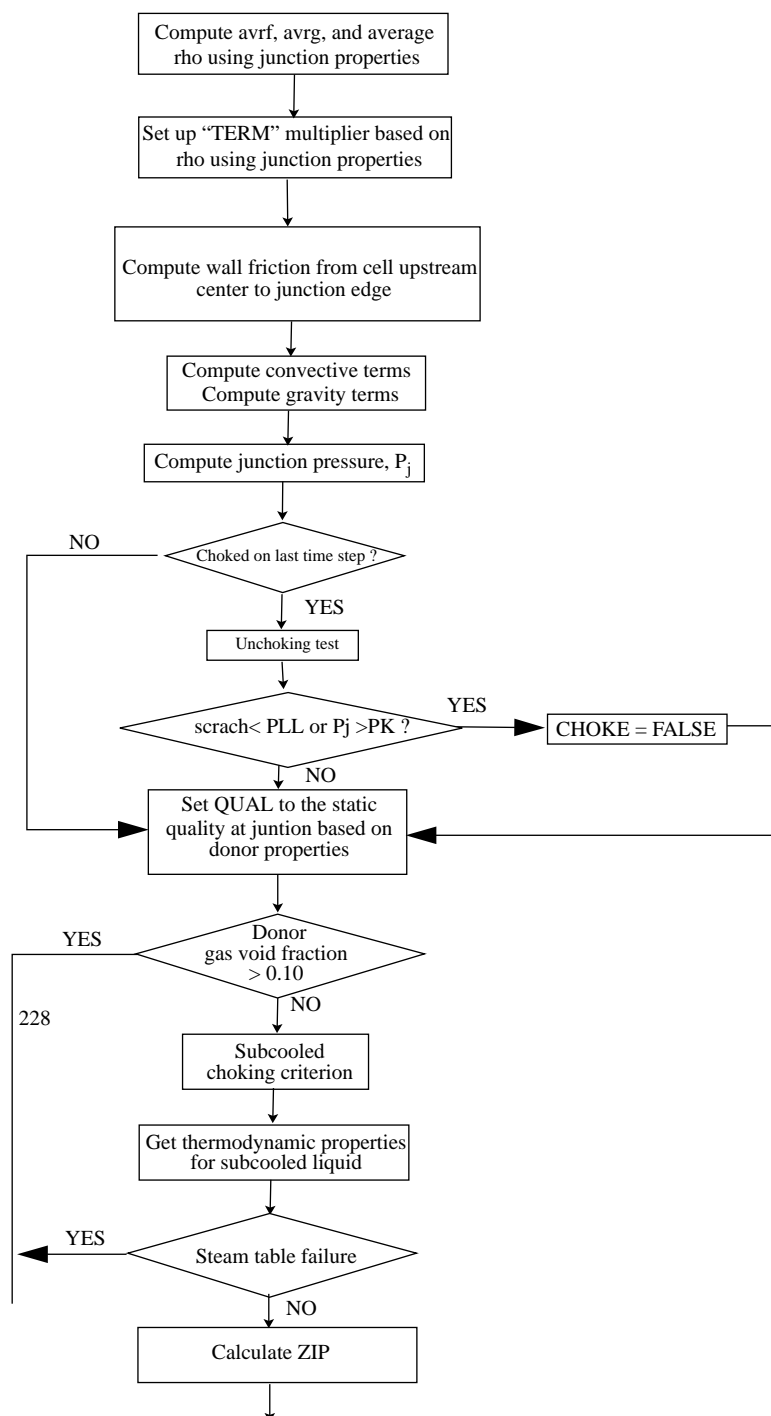 Compute avrf, avrg, and average
rho using junction properties
Set up “TERM” multiplier based on
rho using junction properties
Compute wall friction from cell upstream
center to junction edge
Compute convective terms
Compute gravity terms
Compute junction pressure, Pj
NO
Choked on last time step ?
YES
Unchoking test
YES
scrach< PLL or Pj >PK ?
CHOKE = FALSE
NO
Set QUAL to the static
quality at juntion based on
donor properties
YES
Donor
gas void fraction
> 0.10
NO
228
Subcooled
choking criterion
Get thermodynamic properties
for subcooled liquid
YES
Steam table failure
NO
Calculate ZIP